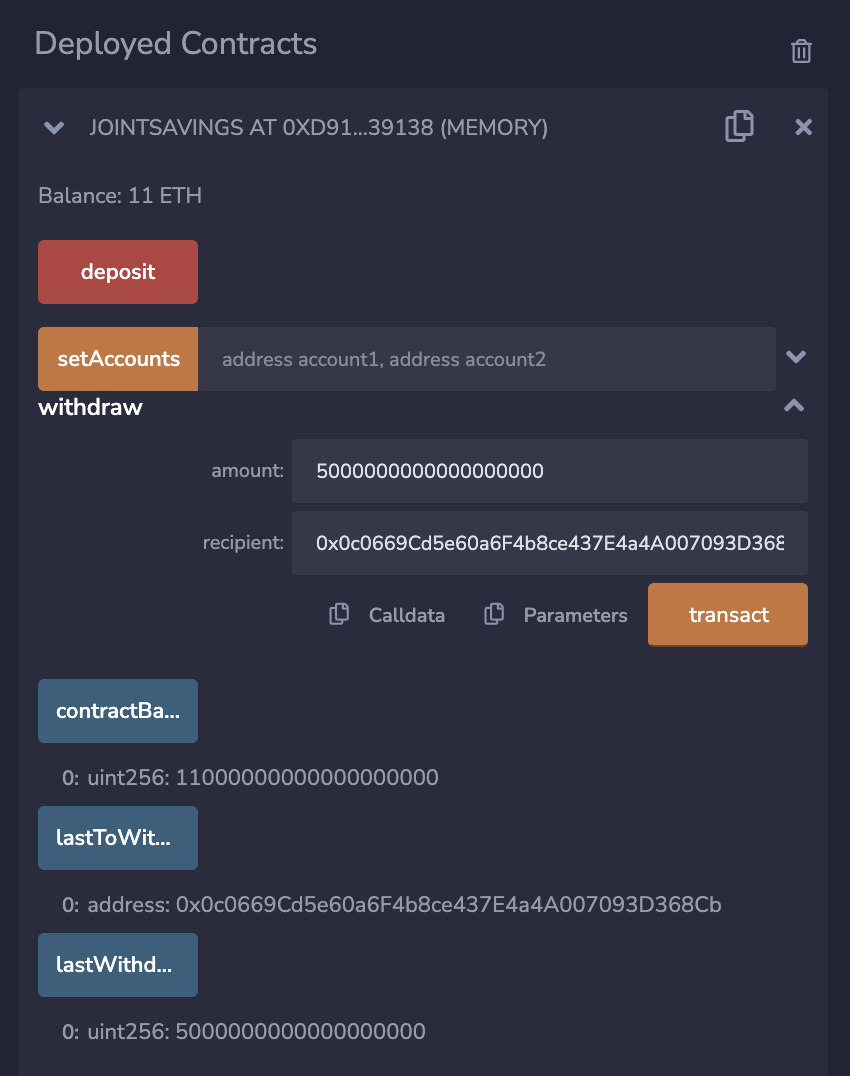 Deployed Contracts
JOINTSAVINGS AT 0XD91...39138 (MEMORY)
Balance: 11 ETH
deposit
setAccounts address account1, address account2
withdraw
amount: 5000000000000000000
recipient: 0x0c0669Cd5e60a6F4b8ce437E4a4A007093D368
Calldata Parameters transact
contractBa...
0: uint256: 11000000000000000000
lastToWit...
0: address: 0x0c0669Cd5e60a6F4b8ce437E4a4A007093D368Cb
lastWithd...
0: uint256: 5000000000000000000